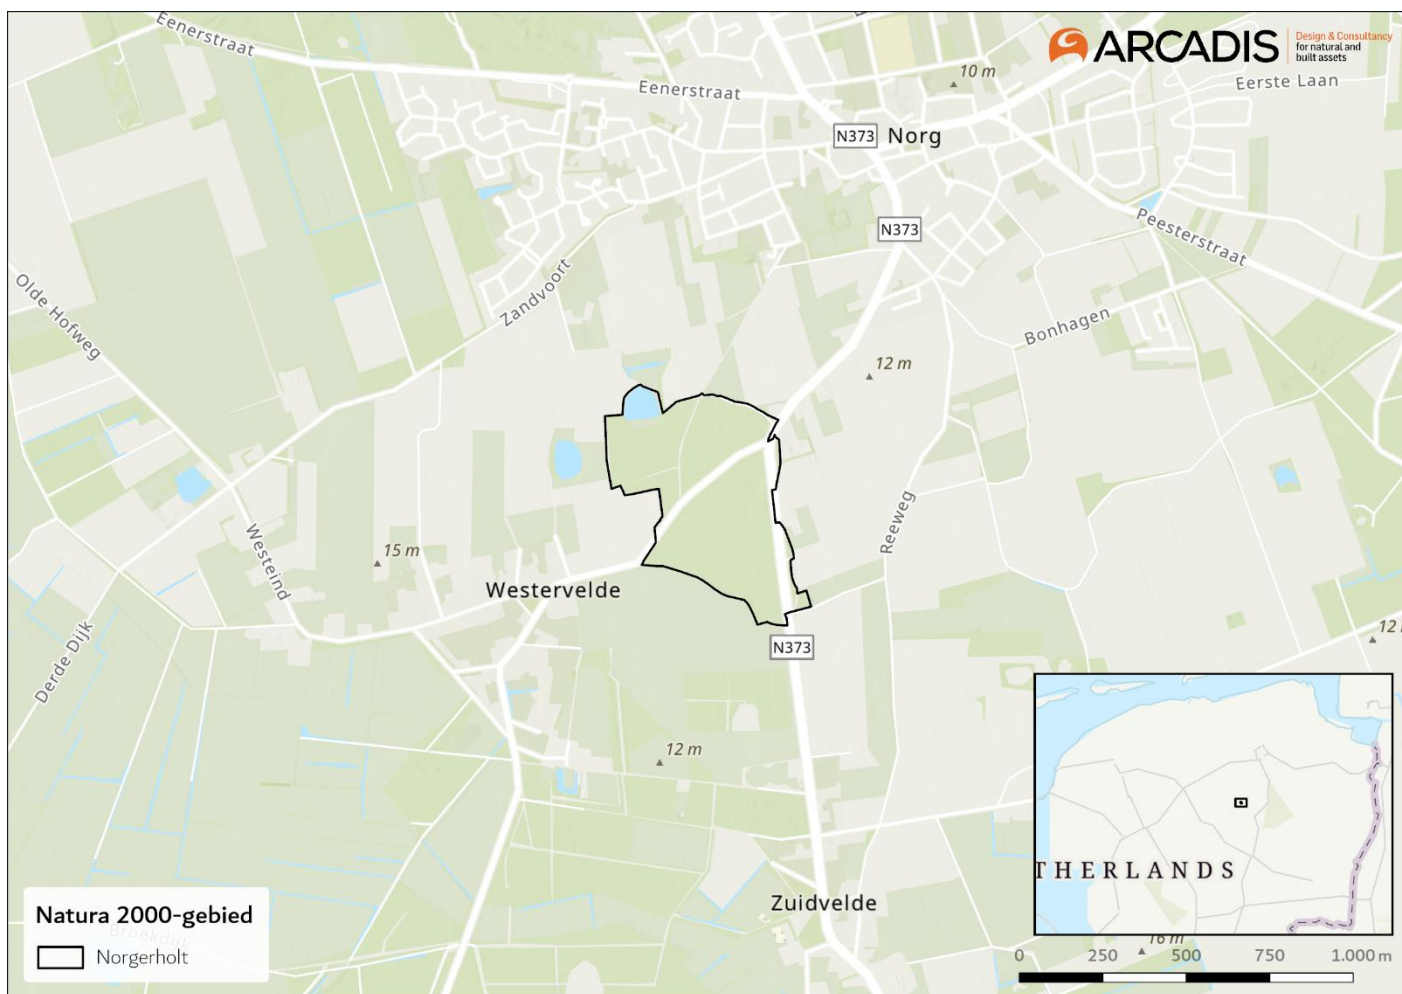 Eenerstraat
ARCADIS
Design & Consultancy
for natural and
built assets
10 m
Eerste Laan
Eenerstraat
N373
Norg
N373
Peesterstraat
Olde Hofweg
Zandvoort
Bonhagen
12 m
Reeweg
15 m
Westeind
Westervelde
Derde Dijk
N373
12
12 m
THERLANDS
Zuidvelde
Natura 2000-gebied
Broekdijk
Norgerholt
16 m
0 250 500 750 1.000 m